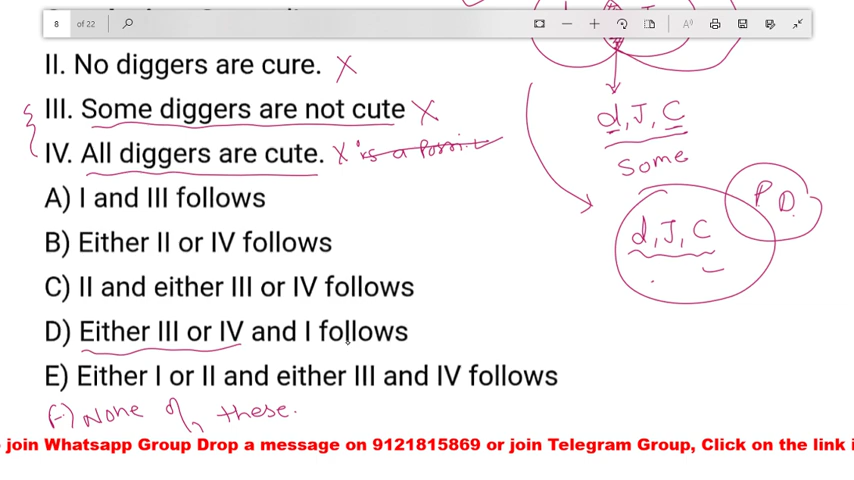 8 of 22
II. No diggers are cure. X
III. Some diggers are not cute X
IV. All diggers are cute. X is a Possi
A) I and III follows
B) Either II or IV follows
C) II and either III or IV follows
D) Either III or IV and I follows
E) Either I or II and either III and IV follows
F) None of these.
d, J, C
Some
P D.
d, J, C
o join Whatsapp Group Drop a message on 9121815869 or join Telegram Group, Click on the link i